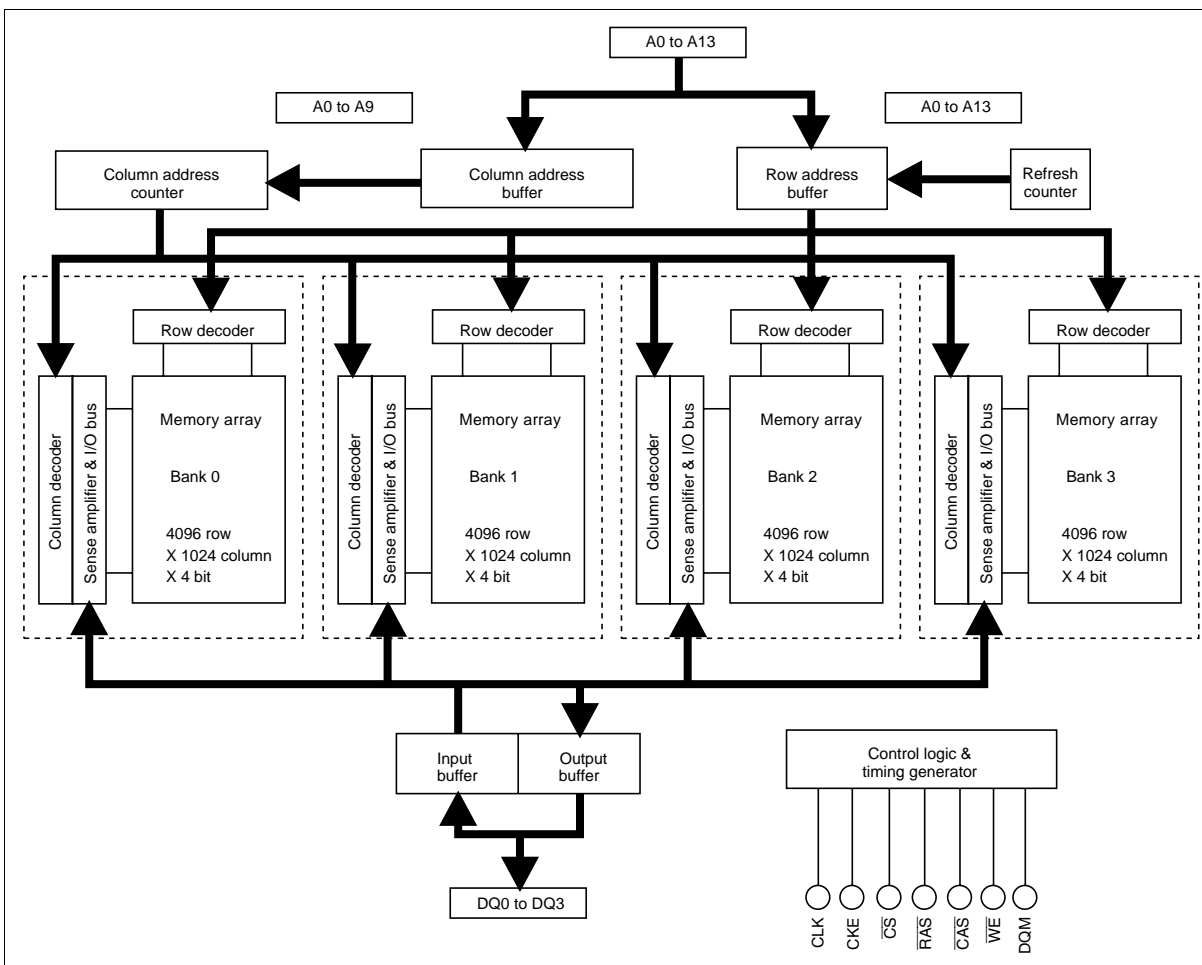 A0 to A13
A0 to A9
A0 to A13
Column address
counter
Column address
buffer
Row address
buffer
Refresh
counter
Row decoder
Column decoder
Sense amplifier & I/O bus
Memory array
Bank 0
4096 row
X 1024 column
X 4 bit
Row decoder
Column decoder
Sense amplifier & I/O bus
Memory array
Bank 1
4096 row
X 1024 column
X 4 bit
Row decoder
Column decoder
Sense amplifier & I/O bus
Memory array
Bank 2
4096 row
X 1024 column
X 4 bit
Row decoder
Column decoder
Sense amplifier & I/O bus
Memory array
Bank 3
4096 row
X 1024 column
X 4 bit
Input
buffer
Output
buffer
DQ0 to DQ3
Control logic &
timing generator
CLK
CKE
C̅S̅
R̅A̅S̅
C̅A̅S̅
W̅E̅
DQM